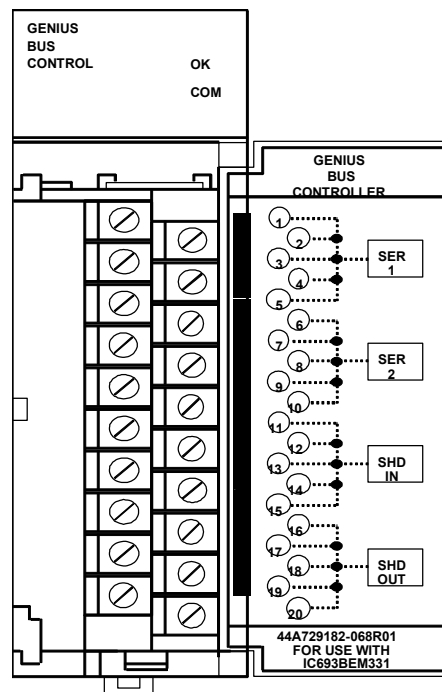 GENIUS
BUS
CONTROL OK
COM
GENIUS
BUS
CONTROLLER
1
2
3
4
5
SER
1
6
7
8
9
10
SER
2
11
12
13
14
15
SHD
IN
16
17
18
19
20
SHD
OUT
44A729182-068R01
FOR USE WITH
IC693BEM331